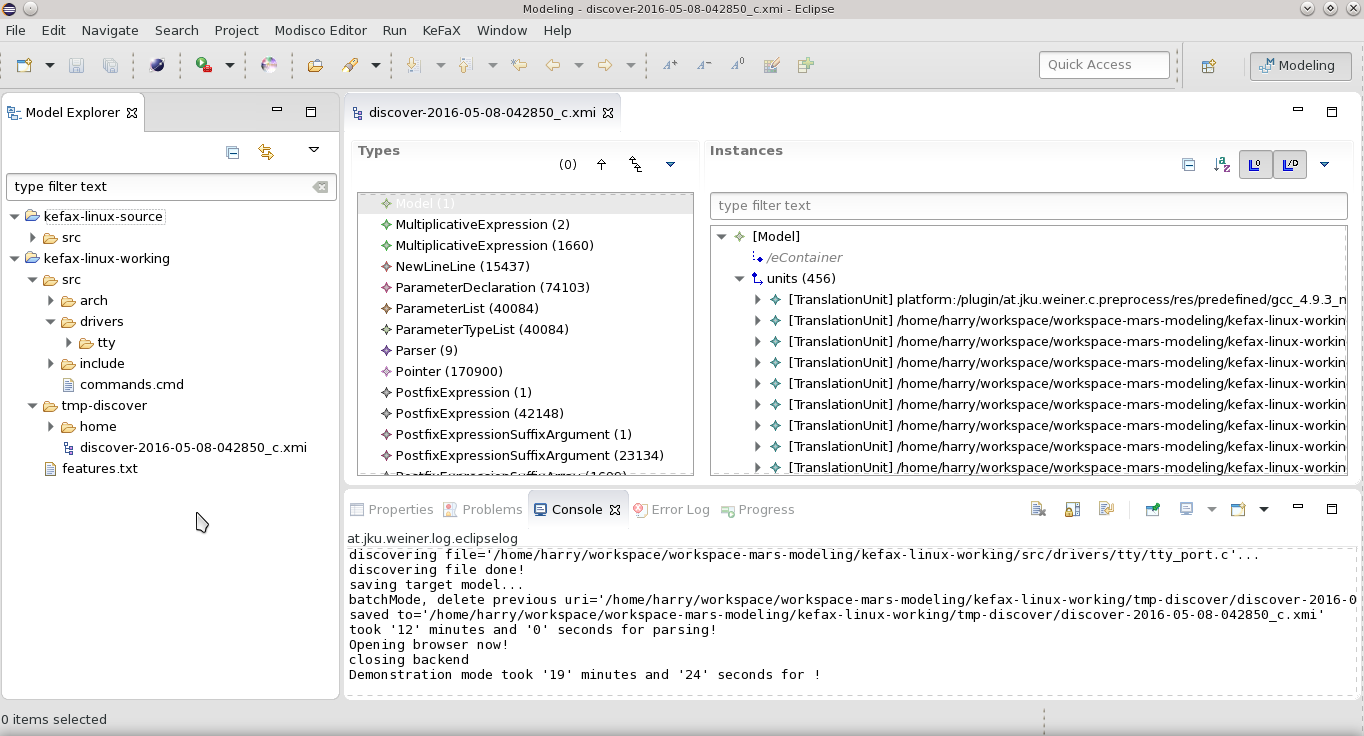 Modeling - discover-2016-05-08-042850_c.xmi - Eclipse
File Edit Navigate Search Project Modisco Editor Run KeFaX Window Help
Quick Access
Modeling
Model Explorer
type filter text
kefax-linux-source
src
kefax-linux-working
src
arch
drivers
tty
include
commands.cmd
tmp-discover
home
discover-2016-05-08-042850_c.xmi
features.txt
discover-2016-05-08-042850_c.xmi
Types
(0)
Model (1)
MultiplicativeExpression (2)
MultiplicativeExpression (1660)
NewLineLine (15437)
ParameterDeclaration (74103)
ParameterList (40084)
ParameterTypeList (40084)
Parser (9)
Pointer (170900)
PostfixExpression (1)
PostfixExpression (42148)
PostfixExpressionSuffixArgument (1)
PostfixExpressionSuffixArgument (23134)
Instances
type filter text
[Model]
/eContainer
units (456)
[TranslationUnit] platform:/plugin/at.jku.weiner.c.preprocess/res/predefined/gcc_4.9.3_n
[TranslationUnit] /home/harry/workspace/workspace-mars-modeling/kefax-linux-workin
[TranslationUnit] /home/harry/workspace/workspace-mars-modeling/kefax-linux-workin
[TranslationUnit] /home/harry/workspace/workspace-mars-modeling/kefax-linux-workin
[TranslationUnit] /home/harry/workspace/workspace-mars-modeling/kefax-linux-workin
[TranslationUnit] /home/harry/workspace/workspace-mars-modeling/kefax-linux-workin
[TranslationUnit] /home/harry/workspace/workspace-mars-modeling/kefax-linux-workin
[TranslationUnit] /home/harry/workspace/workspace-mars-modeling/kefax-linux-workin
[TranslationUnit] /home/harry/workspace/workspace-mars-modeling/kefax-linux-workin
Properties Problems Console Error Log Progress
at.jku.weiner.log.eclipselog
discovering file='/home/harry/workspace/workspace-mars-modeling/kefax-linux-working/src/drivers/tty/tty_port.c'...
discovering file done!
saving target model...
batchMode, delete previous uri='/home/harry/workspace/workspace-mars-modeling/kefax-linux-working/tmp-discover/discover-2016-0
saved to='/home/harry/workspace/workspace-mars-modeling/kefax-linux-working/tmp-discover/discover-2016-05-08-042850_c.xmi'
took '12' minutes and '0' seconds for parsing!
Opening browser now!
closing backend
Demonstration mode took '19' minutes and '24' seconds for !
0 items selected